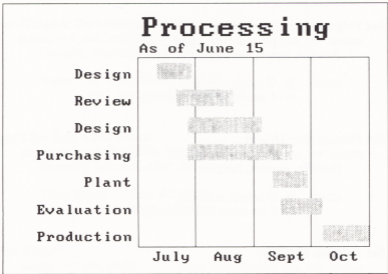 Processing
As of June 15
Design
Review
Design
Purchasing
Plant
Evaluation
Production
July Aug Sept Oct